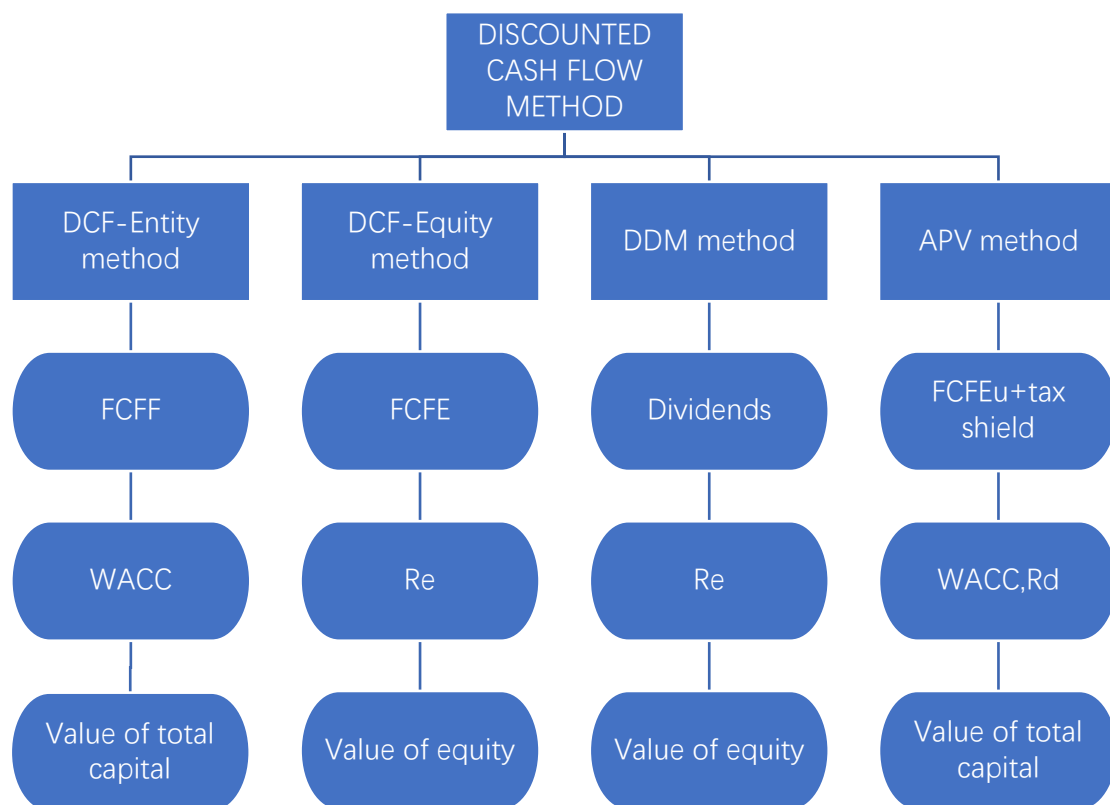 DISCOUNTED
CASH FLOW
METHOD
DCF-Entity
method
DCF-Equity
method
DDM method
APV method
FCFF
FCFE
Dividends
FCFEu+tax
shield
WACC
Re
Re
WACC,Rd
Value of total
capital
Value of equity
Value of equity
Value of total
capital